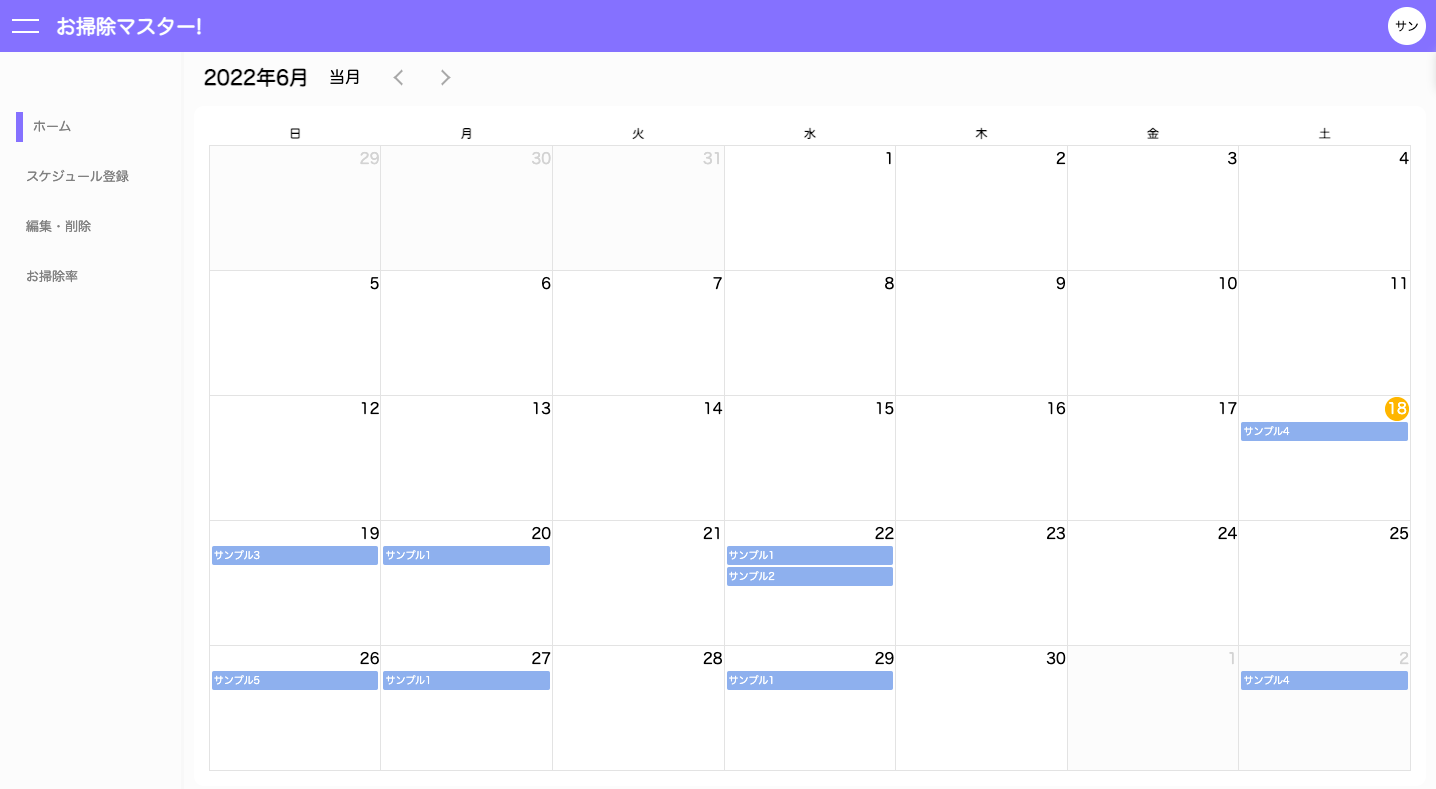 お掃除マスター!
サン
2022年6月 当月
ホーム
スケジュール登録
編集・削除
お掃除率
日 月 火 水 木 金 土
29 30 31 1 2 3 4
5 6 7 8 9 10 11
12 13 14 15 16 17 18
サンプル4
19 20 21 22 23 24 25
サンプル3 サンプル1 サンプル1
サンプル2
26 27 28 29 30 1 2
サンプル5 サンプル1 サンプル1 サンプル4